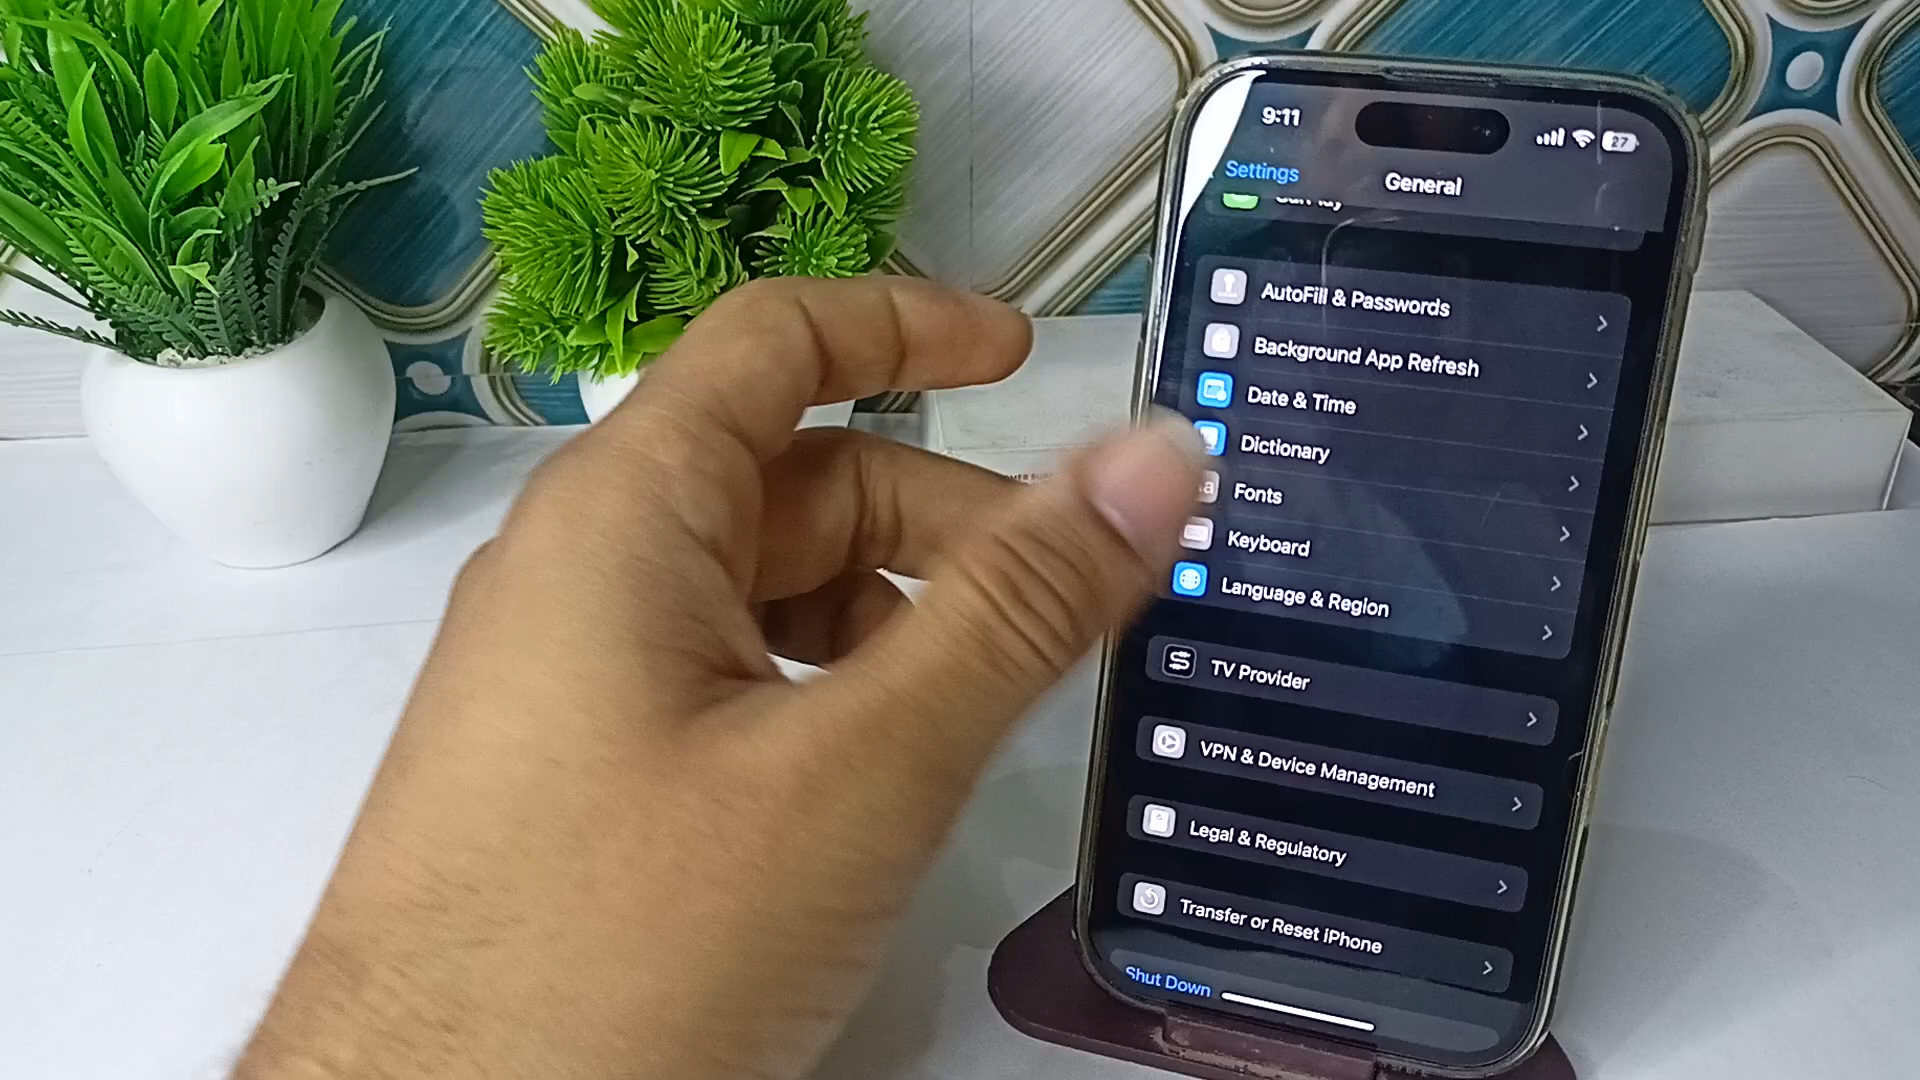 9:11
27
Settings
General
AutoFill & Passwords
Background App Refresh
Date & Time
Dictionary
Fonts
Keyboard
Language & Region
TV Provider
VPN & Device Management
Legal & Regulatory
Transfer or Reset iPhone
Shut Down